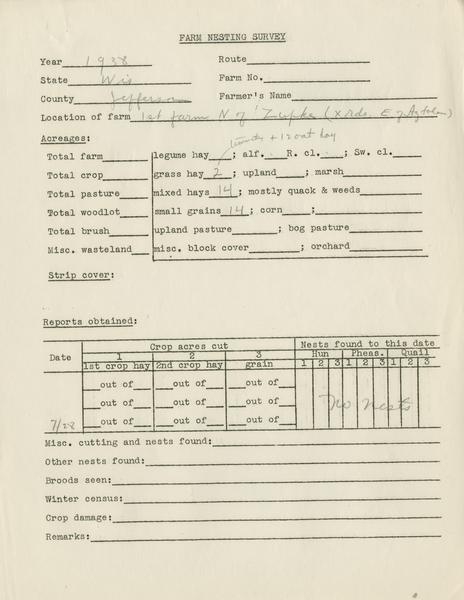 FARM NESTING SURVEY
Year 1938 Route
State Wis Farm No.
County Jefferson Farmer's Name
Location of farm 1st farm N of Zupke (X rds. E of Aztalan)
+ 12 oat hay
Acreages:
Total farm legume hay ; alf. R. cl. ; Sw. cl.
Total crop grass hay 2 ; upland ; marsh
Total pasture mixed hays 14 ; mostly quack & weeds
Total woodlot small grains 14 ; corn ;
Total brush upland pasture ; bog pasture
Misc. wasteland misc. block cover ; orchard
Strip cover:
Reports obtained:
Crop acres cut Nests found to this date
Date 1 2 3 Hun Pheas. Quail
1st crop hay 2nd crop hay grain 1 2 3 1 2 3 1 2 3
out of out of out of
out of out of out of No nests
7/28 out of out of out of
Misc. cutting and nests found:
Other nests found:
Broods seen:
Winter census:
Crop damage:
Remarks: